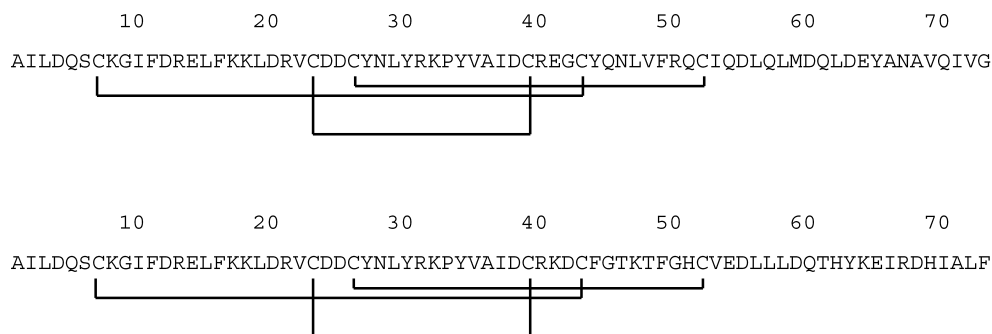 10 20 30 40 50 60 70
AILDQSCKGIFDRELFKKLDRVCDDCYNLYRKPYVAIDCREGCYQNLVFRQCIQDLQLMDQLDEYANAVQIVG
10 20 30 40 50 60 70
AILDQSCKGIFDRELFKKLDRVCDDCYNLYRKPYVAIDCRKDCFGTKTFGHCVEDLLLDQTHYKEIRDHIALF